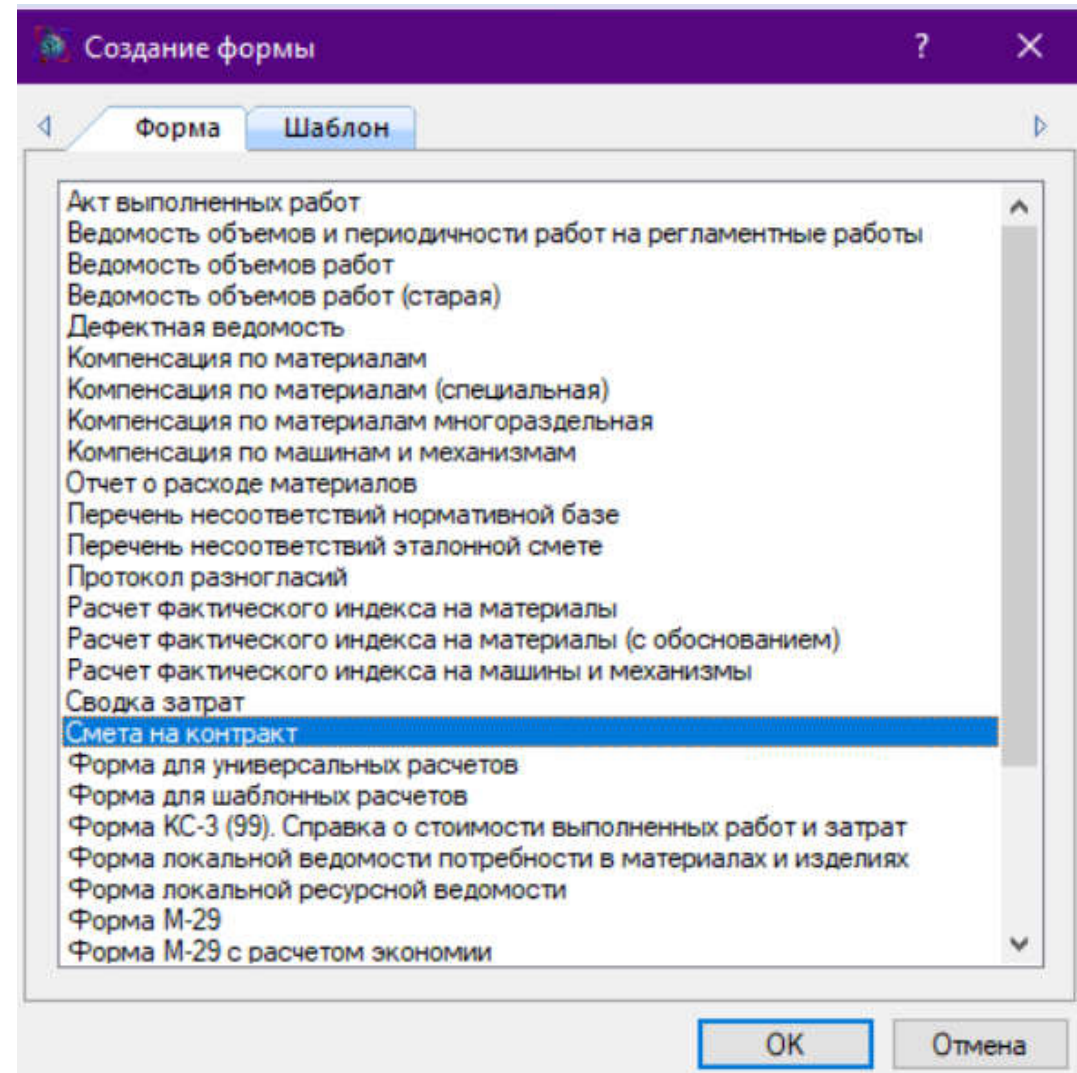 Создание формы
Форма Шаблон
Акт выполненных работ
Ведомость объемов и периодичности работ на регламентные работы
Ведомость объемов работ
Ведомость объемов работ (старая)
Дефектная ведомость
Компенсация по материалам
Компенсация по материалам (специальная)
Компенсация по материалам многораздельная
Компенсация по машинам и механизмам
Отчет о расходе материалов
Перечень несоответствий нормативной базе
Перечень несоответствий эталонной смете
Протокол разногласий
Расчет фактического индекса на материалы
Расчет фактического индекса на материалы (с обоснованием)
Расчет фактического индекса на машины и механизмы
Сводка затрат
Смета на контракт
Форма для универсальных расчетов
Форма для шаблонных расчетов
Форма КС-3 (99). Справка о стоимости выполненных работ и затрат
Форма локальной ведомости потребности в материалах и изделиях
Форма локальной ресурсной ведомости
Форма М-29
Форма М-29 с расчетом экономии
ОК Отмена